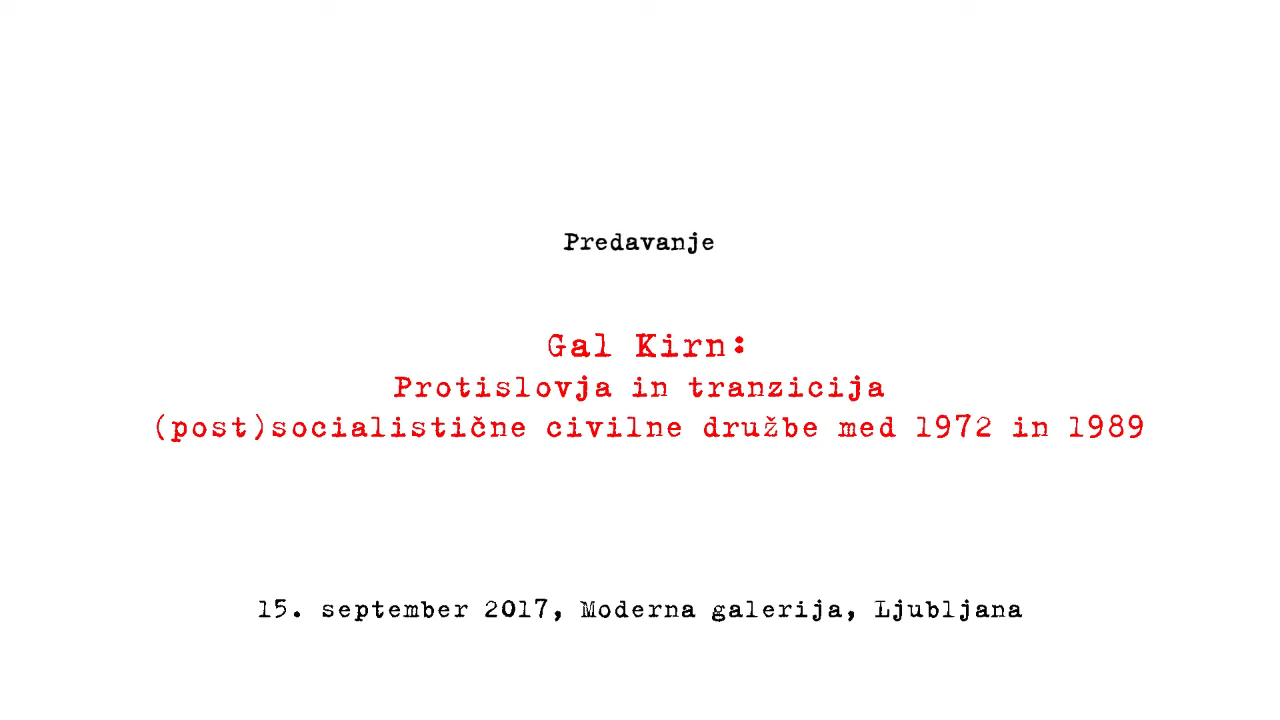 Predavanje
Gal Kirn:
Protislovja in tranzicija
(post)socialistične civilne družbe med 1972 in 1989
15. september 2017, Moderna galerija, Ljubljana